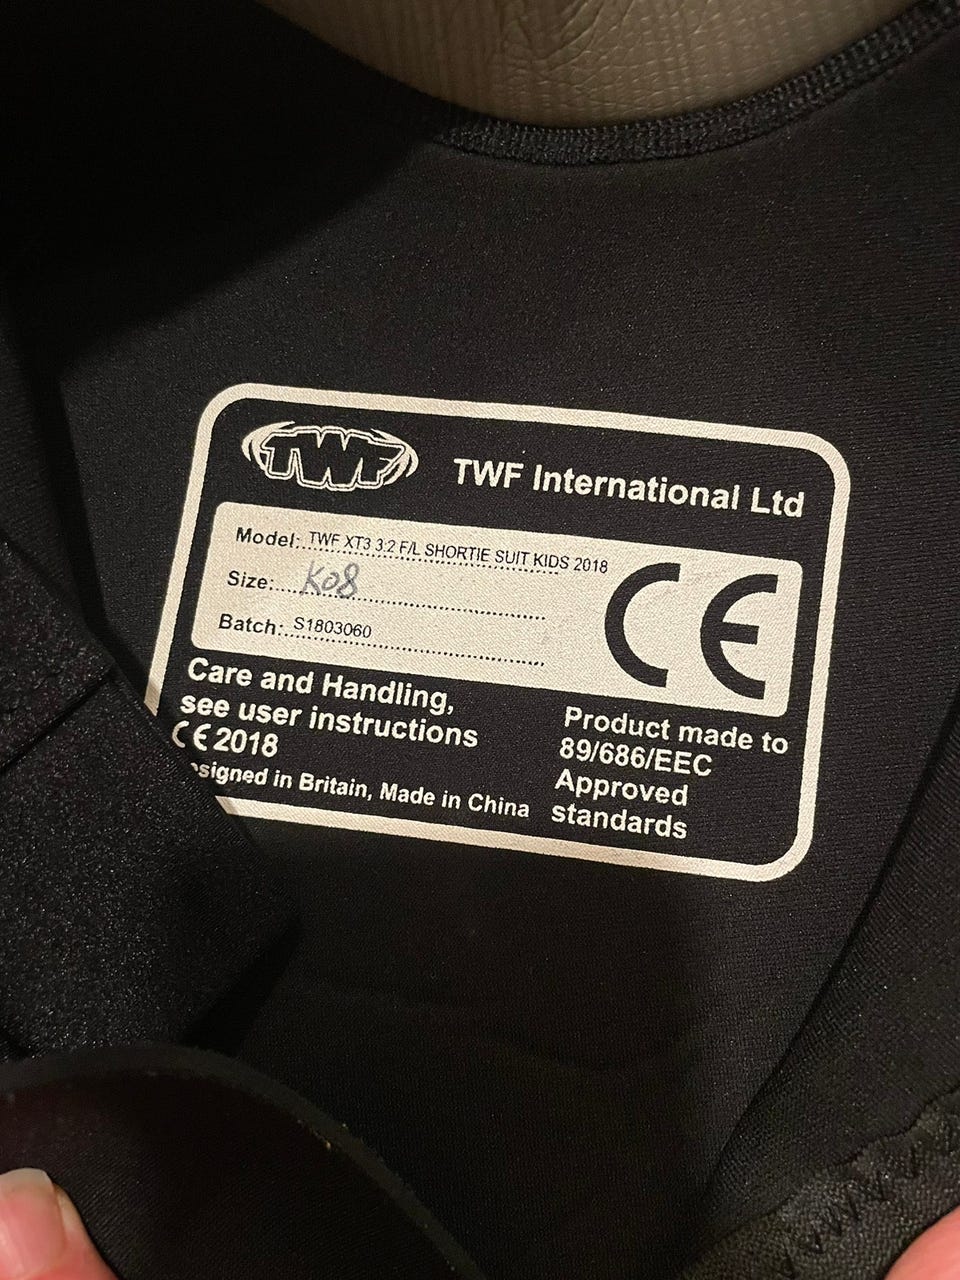 TWF
TWF International Ltd
Model: TWF XT3 3:2 F/L SHORTIE SUIT KIDS 2018
Size: K08
Batch: S1803060
CE
Care and Handling,
see user instructions
CE 2018
Designed in Britain, Made in China
Product made to
89/686/EEC
Approved
standards